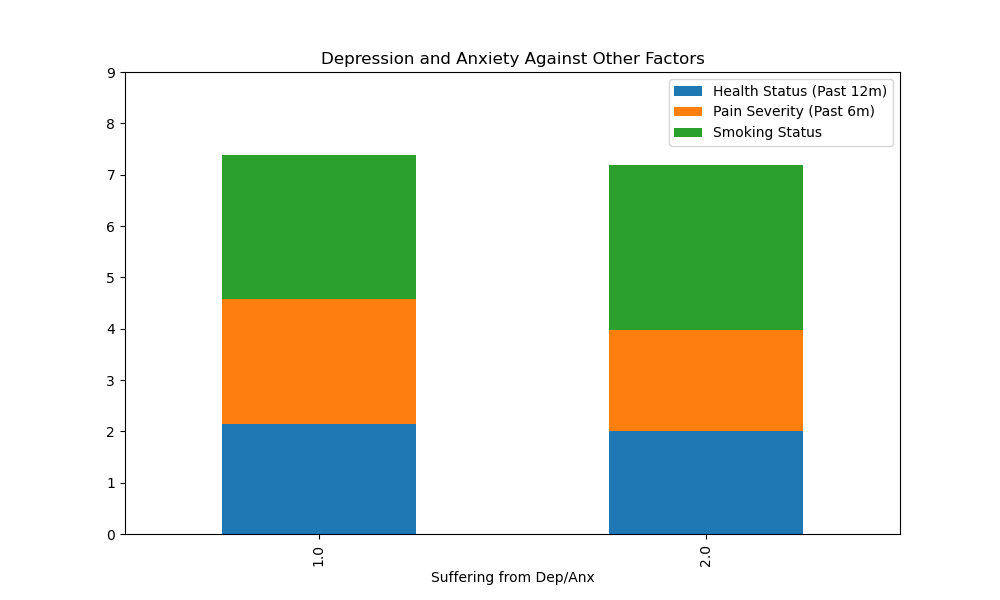 Depression and Anxiety Against Other Factors
9
8
7
6
5
4
3
2
1
0
Health Status (Past 12m)
Pain Severity (Past 6m)
Smoking Status
1.0
2.0
Suffering from Dep/Anx